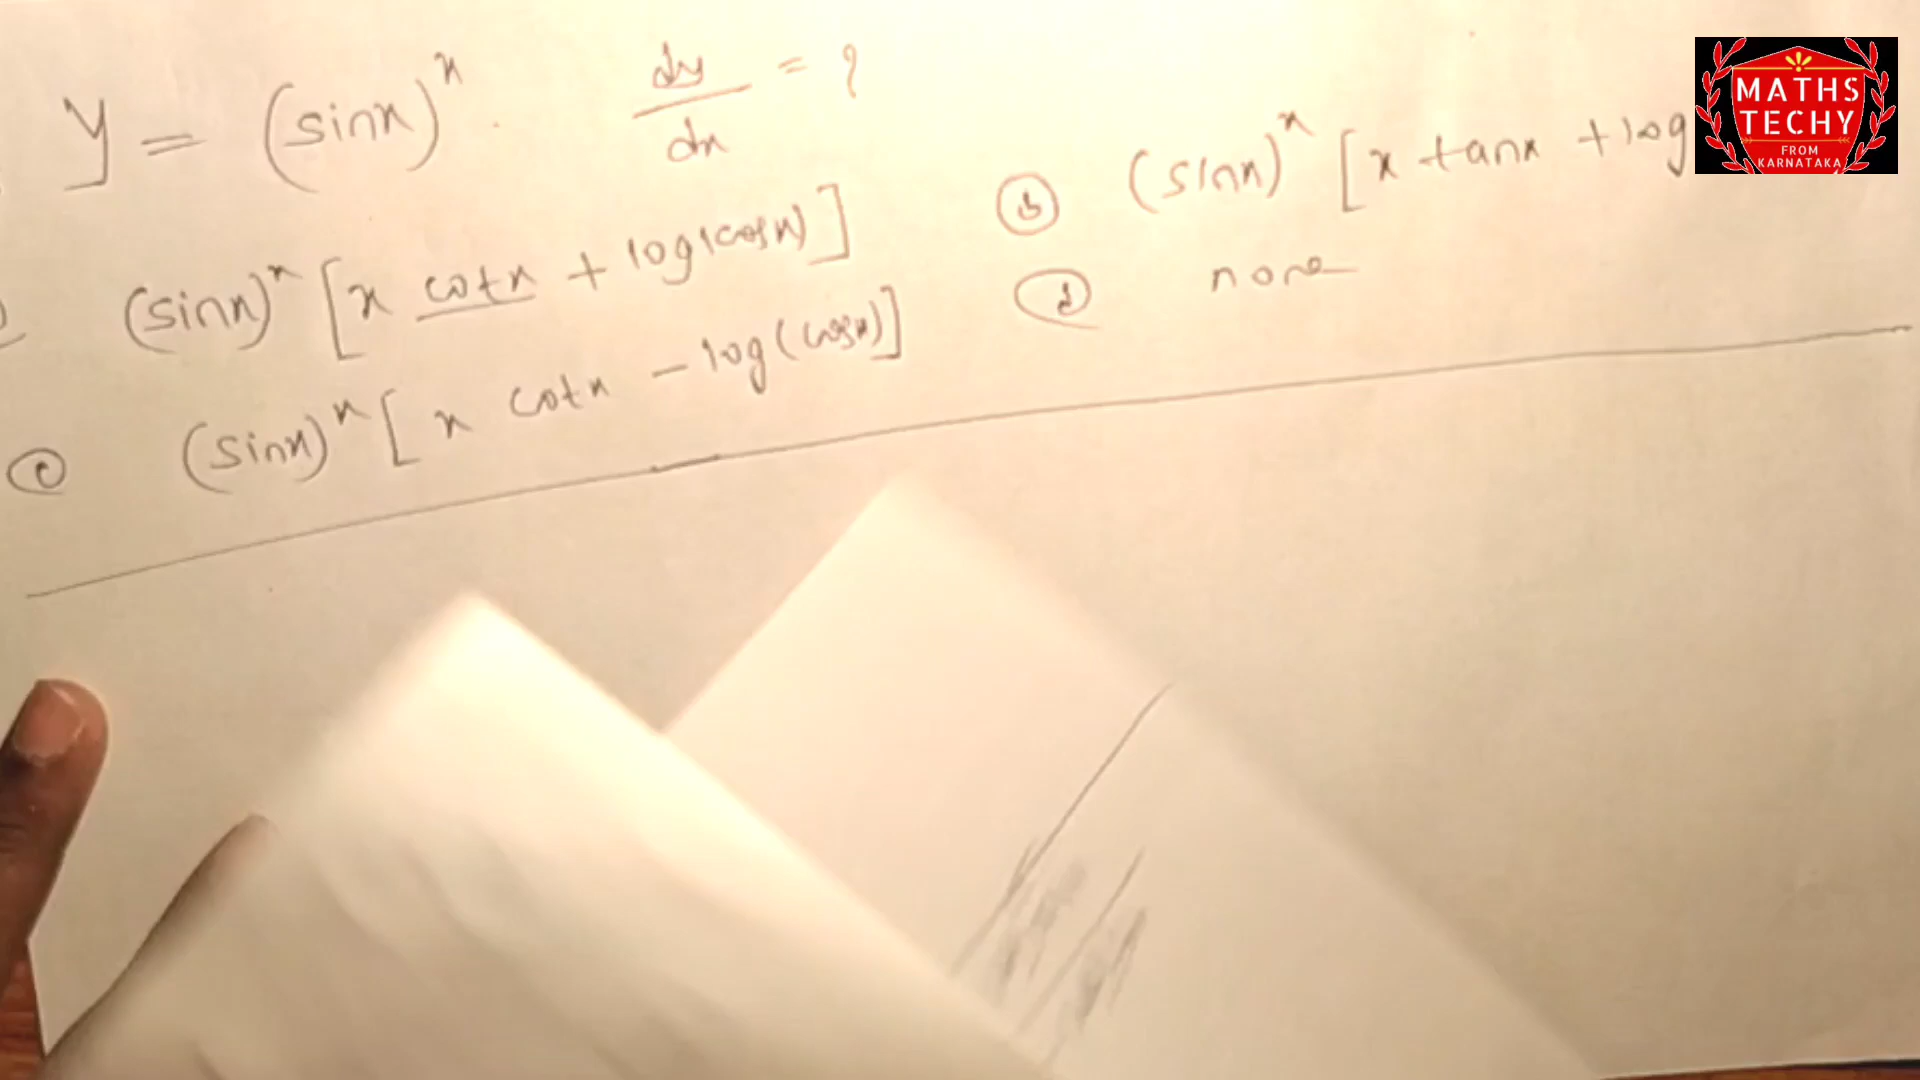 y = (sinx)^x . dy/dx = ?
(sinx)^x [x cotx + log(cosx)]
(b) (sinx)^x [x tanx + log
(c) (sinx)^x [x cotx - log(cosx)]
(d) none
MATHS
TECHY
FROM
KARNATAKA